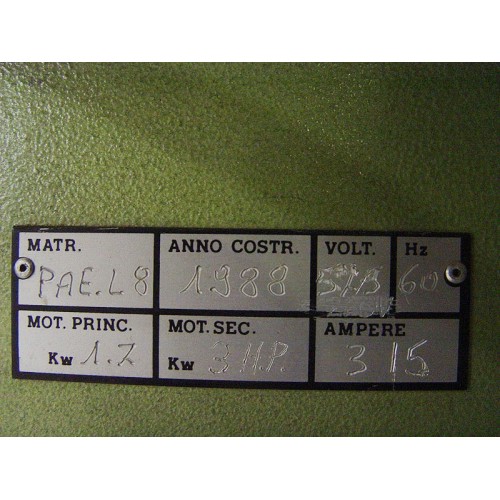 MATR. ANNO COSTR. VOLT. Hz
PAE.L8 1988 60
MOT. PRINC. MOT. SEC. AMPERE
Kw 1.7 Kw 3 H.P. 3 15